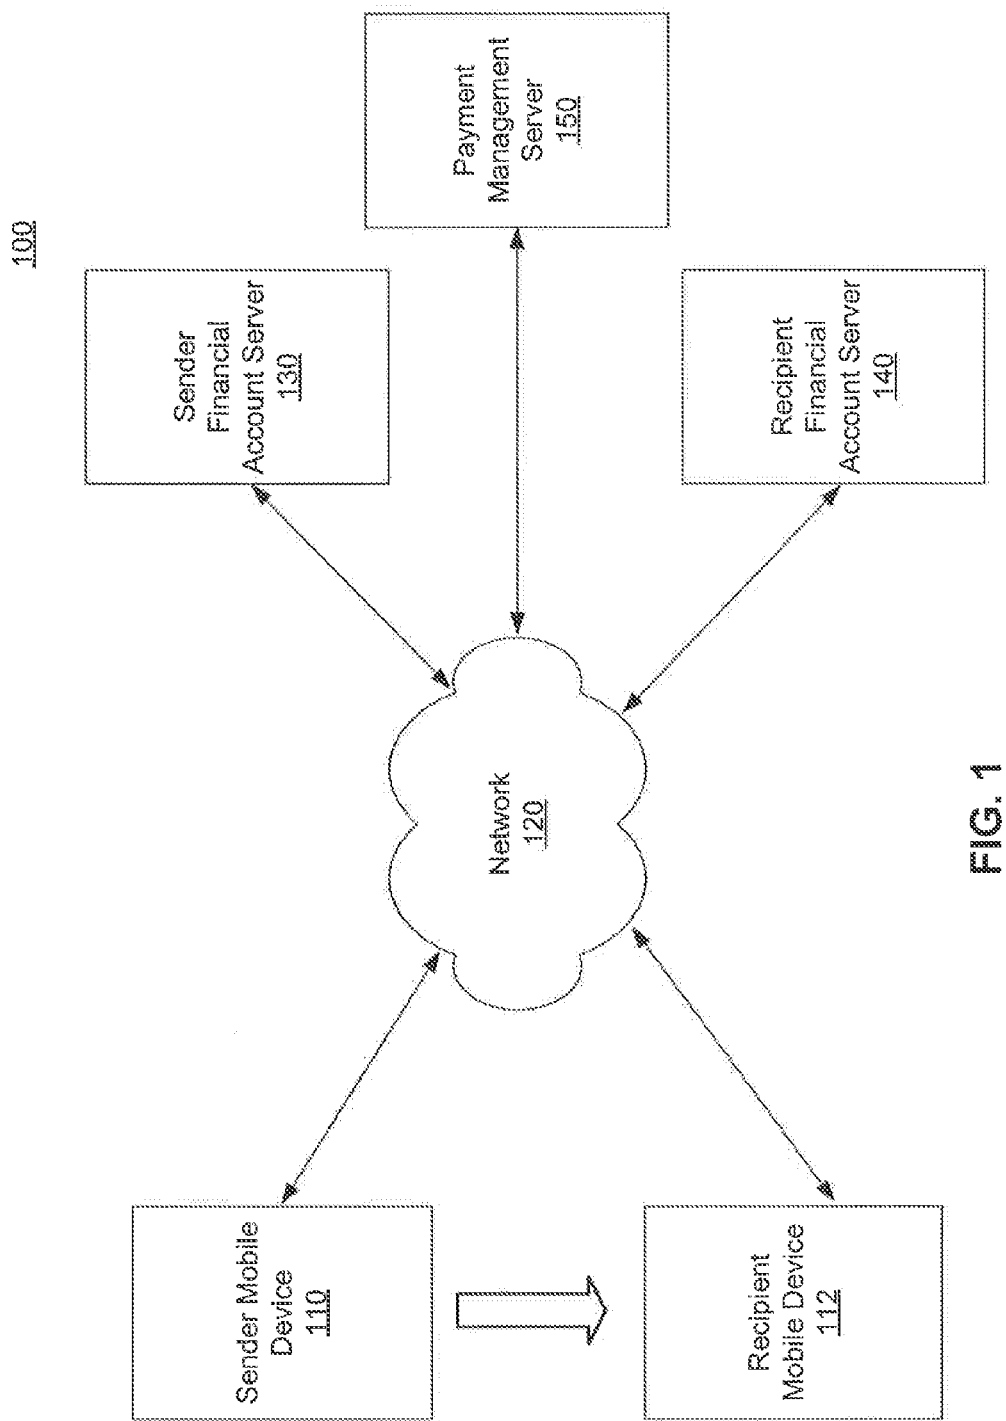 100
Sender Mobile
Device
110
Recipient
Mobile Device
112
Network
120
Sender
Financial
Account Server
130
Payment
Management
Server
150
Recipient
Financial
Account Server
140
FIG. 1